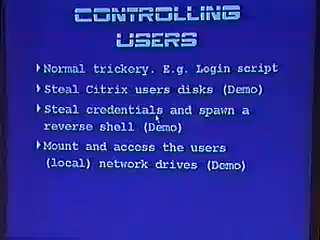 CONTROLLING
USERS
Normal trickery. E.g. Login script
Steal Citrix users disks (Demo)
Steal credentials and spawn a
reverse shell (Demo)
Mount and access the users
(local) network drives (Demo)